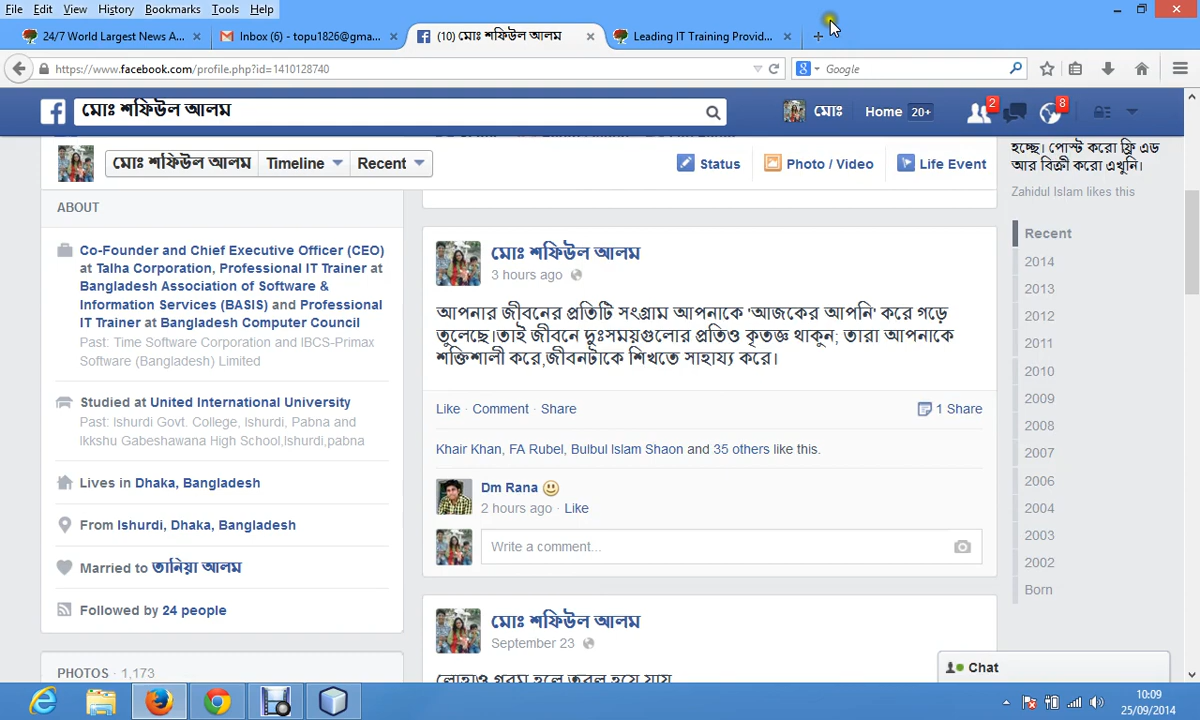 File Edit View History Bookmarks Tools Help
24/7 World Largest News A... Inbox (6) - topu1826@gma... (10) মোঃ শফিউল আলম Leading IT Training Provid...
https://www.facebook.com/profile.php?id=1410128740 Google
মোঃ শফিউল আলম মোঃ Home 20+ 2 8
মোঃ শফিউল আলম Timeline Recent Status Photo / Video Life Event
হচ্ছে। পোস্ট করো ফ্রি এড
আর বিক্রী করো এখুনি।
Zahidul Islam likes this
ABOUT
Co-Founder and Chief Executive Officer (CEO)
at Talha Corporation, Professional IT Trainer at
Bangladesh Association of Software &
Information Services (BASIS) and Professional
IT Trainer at Bangladesh Computer Council
Past: Time Software Corporation and IBCS-Primax
Software (Bangladesh) Limited
Studied at United International University
Past: Ishurdi Govt. College, Ishurdi, Pabna and
Ikkshu Gabeshawana High School,Ishurdi,pabna
Lives in Dhaka, Bangladesh
From Ishurdi, Dhaka, Bangladesh
Married to তানিয়া আলম
Followed by 24 people
PHOTOS · 1,173
মোঃ শফিউল আলম
3 hours ago
আপনার জীবনের প্রতিটি সংগ্রাম আপনাকে 'আজকের আপনি' করে গড়ে
তুলেছে।তাই জীবনে দুঃসময়গুলোর প্রতিও কৃতজ্ঞ থাকুন; তারা আপনাকে
শক্তিশালী করে,জীবনটাকে শিখতে সাহায্য করে।
Like · Comment · Share 1 Share
Khair Khan, FA Rubel, Bulbul Islam Shaon and 35 others like this.
Dm Rana
2 hours ago · Like
Write a comment...
মোঃ শফিউল আলম
September 23
লোহাও গরম হলে তরল হয়ে যায়
Recent
2014
2013
2012
2011
2010
2009
2008
2007
2006
2004
2003
2002
Born
Chat
10:09
25/09/2014